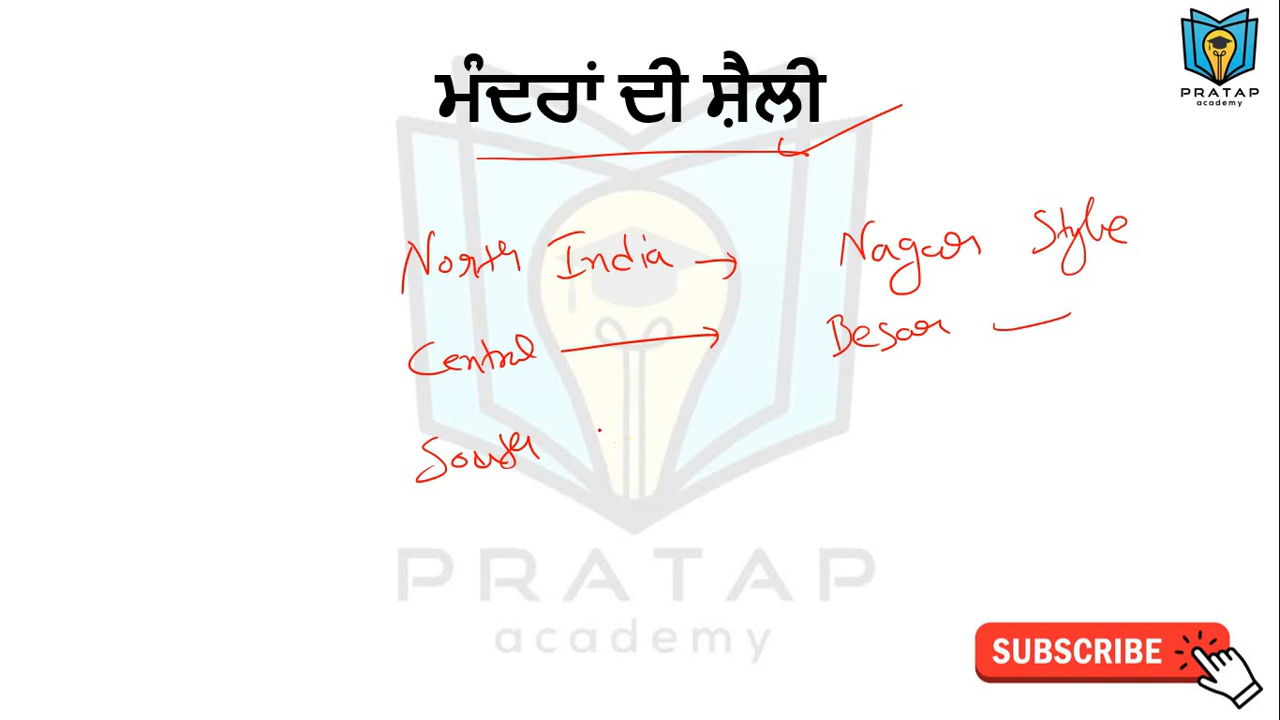 PRATAP
academy
ਮੰਦਰਾਂ ਦੀ ਸ਼ੈਲੀ
North India → Nagar Style
Central → Besar —
South
PRATAP
academy
SUBSCRIBE